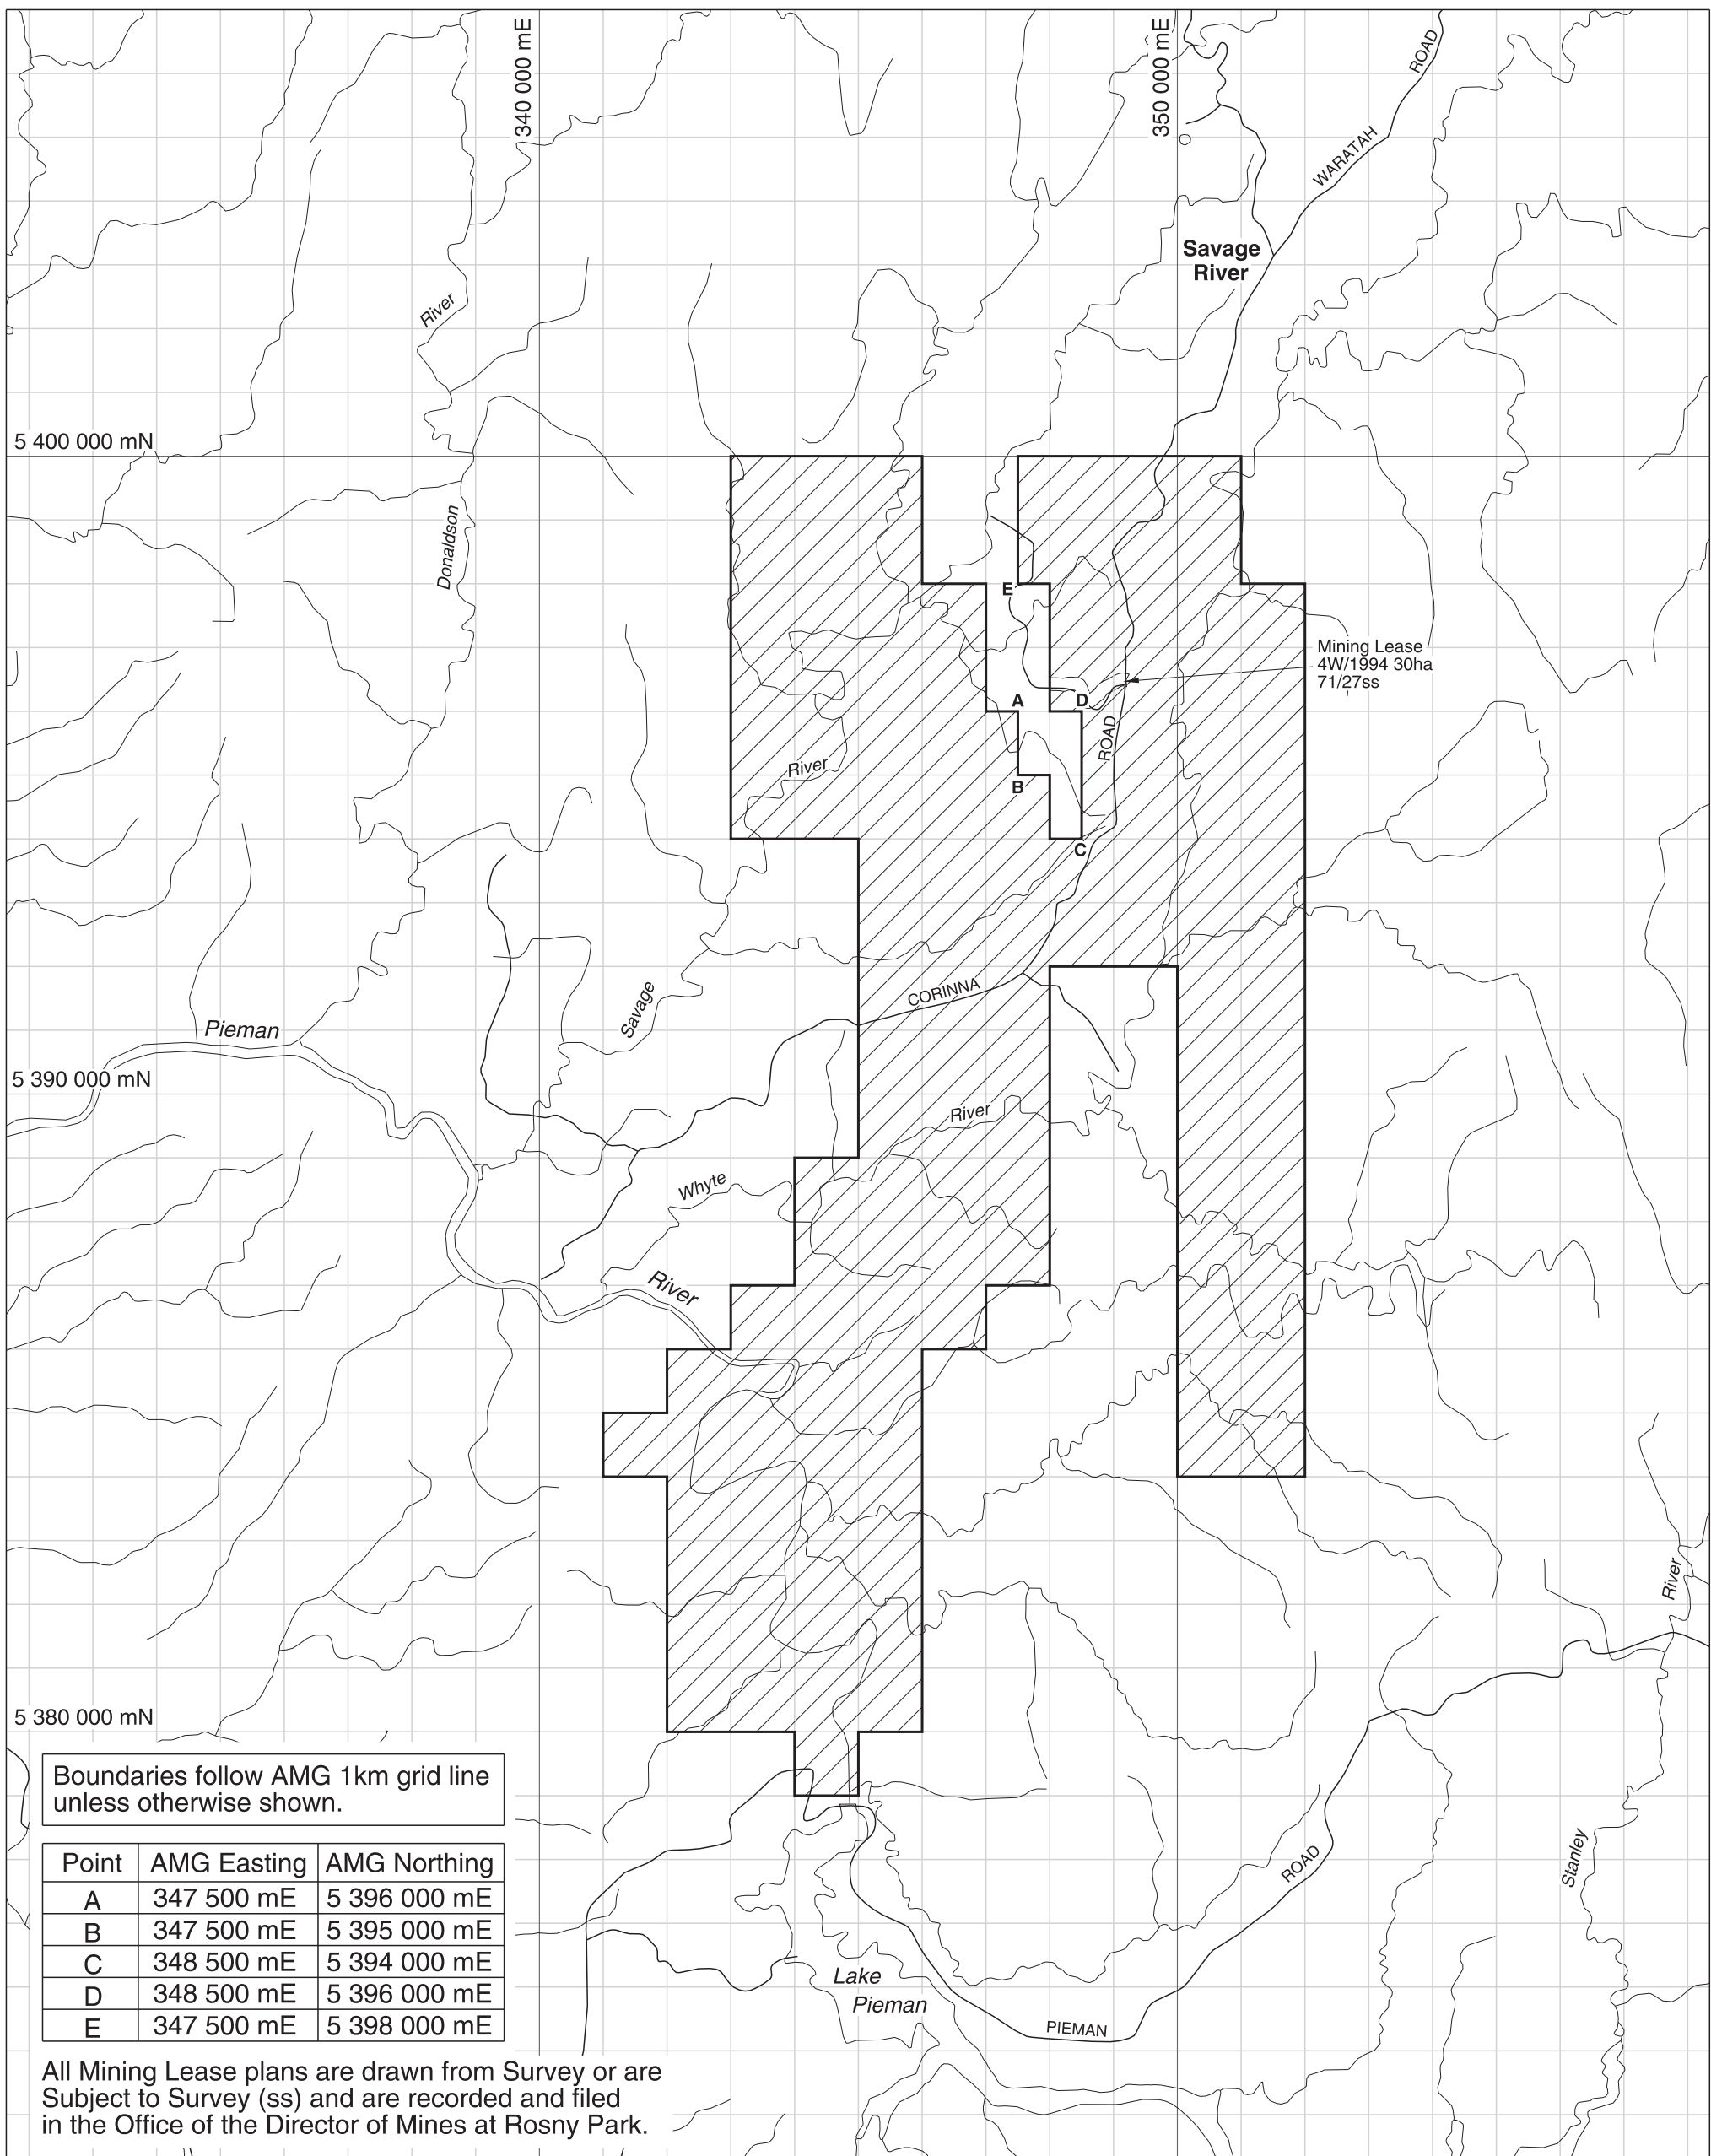 340 000 mE
350 000 mE
ROAD
WARATAH
Savage
River
River
5 400 000 mN
Donaldson
E
Mining Lease
4W/1994 30ha
71/27ss
A
D
ROAD
River
B
C
CORINNA
Savage
Pieman
5 390 000 mN
River
Whyte
River
River
5 380 000 mN
Boundaries follow AMG 1km grid line
unless otherwise shown.
Point AMG Easting AMG Northing
A 347 500 mE 5 396 000 mE
B 347 500 mE 5 395 000 mE
C 348 500 mE 5 394 000 mE
D 348 500 mE 5 396 000 mE
E 347 500 mE 5 398 000 mE
ROAD
Stanley
Lake
Pieman
PIEMAN
All Mining Lease plans are drawn from Survey or are
Subject to Survey (ss) and are recorded and filed
in the Office of the Director of Mines at Rosny Park.